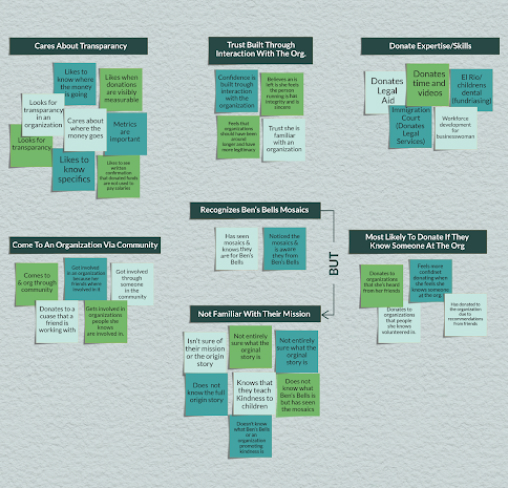 Cares About Transparency
Likes to
know where
the monty
is going
Likes when
donations
are visibly
measurable
Looks for
transparency
in an
organization
Cares about
where the
money goes
Metrics
are
important
Looks for
transparency
Likes to
know
specifics
Likes to see
written
confirmation
that donated funds
are not used to
pay salaries
Trust Built Through
Interaction With The Org.
Confidence is
built trough
interaction
with the
organization
Believes an
is left is she feels
the person
running is has
integrity and is
sincere
Feels that
organizations
should have been
around
longer and have
more legitimacy
Trust she is
familiar with
an
organization
Donate Expertise/Skills
Donates
Legal
Aid
Donates
time and
videos
El Rio/
childrens
dental
(fundriaising)
Immigration
Court
(Donates
Legal
Services)
Workforce
development
for
businesswoman
Come To An Organization Via Community
Comes to
& org through
community
Got involved
is an organization
because her
friends where
involved in it
Got involved
through
someone
in the
community
Donates to a
cuase that a
friend is
working with
Gets involved in
organizations
people she
knows
are involved in.
Recognizes Ben's Bells Mosaics
Has seen
mosaics & knows
they are for Ben's
Bells
Noticed the
mosaics &
is aware
they from
Ben's Bells
BUT
Not Familiar With Their Mission
Isn't sure of
their mission
or the origin
story
Not entirely
sure what the
orginal
story is
Not entirely
sure what the
orginal
story is
Does not
know the full
origin story
Knows that
they teach
Kindness to
children
Does not
know what
Ben's Bells is
but has seen
the mosaics
Doesn't know
what Ben's Bells
or an
organization
promoting
kindness is
Most Likely To Donate If They
Know Someone At The Org
Donates to
organizations
that she's heard
from her friends
Feels more
confident
donating when
she feels she knows
someone at
the org.
Donates to
organizations
that people
she knows
volunteered in.
Has donated to
the organization
due to
recommendations
from friends